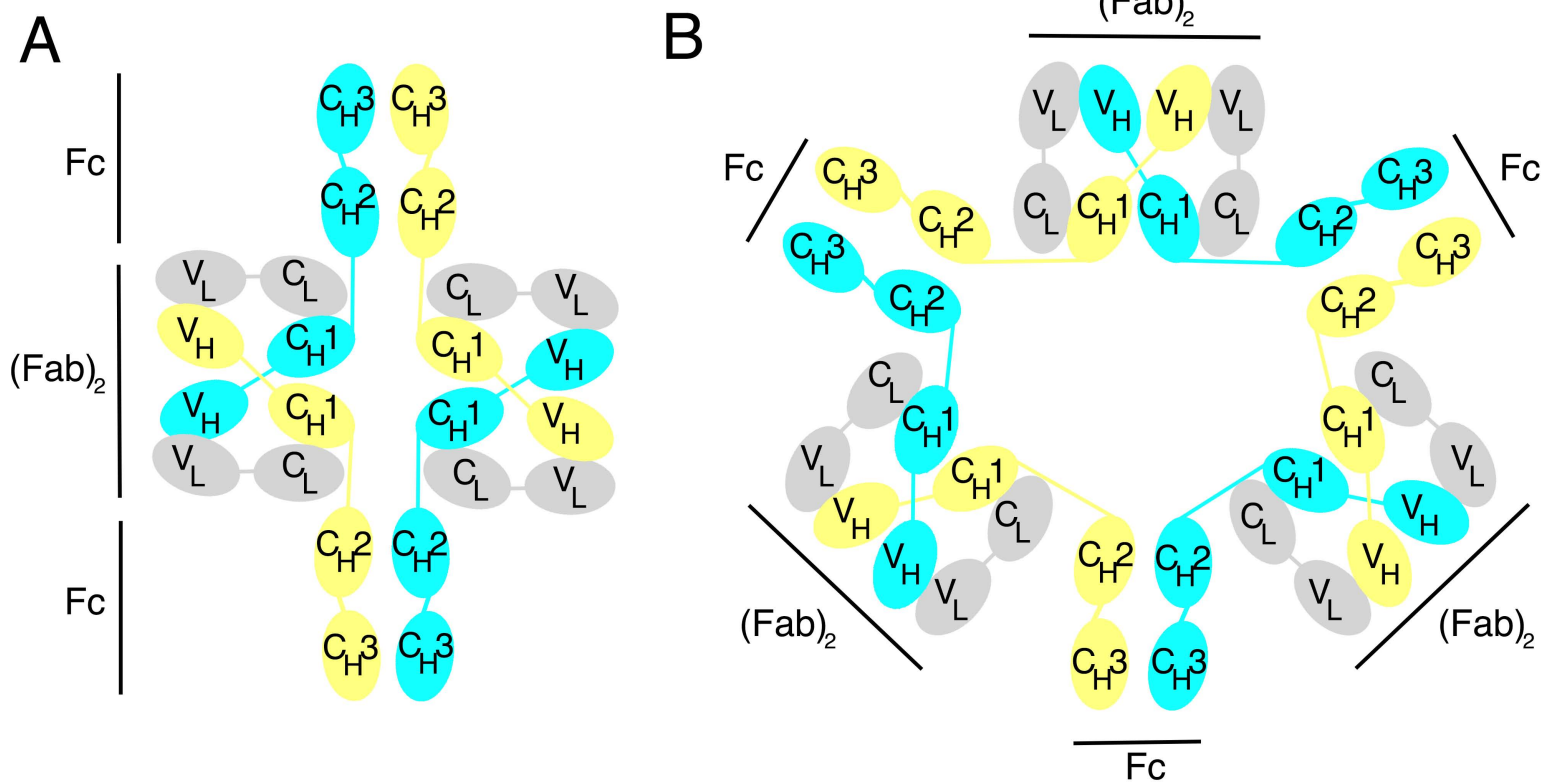 A
Fc
(Fab)2
Fc
CH3 CH3
CH2 CH2
VL CL CL VL
VH CH1 CH1 VH
VH CH1 CH1 VH
VL CL CL VL
CH2 CH2
CH3 CH3
B
(Fab)2
VL VH VH VL
CL CH1 CH1 CL
Fc CH3 CH2 CH2 CH3 Fc
CH3 CH2 CH2 CH3
CL CH1 CH1 CL
VL CH1 CH1 VL
VH CL CL VH
VH VL VL VH
CH2 CH2
(Fab)2 (Fab)2
CH3 CH3
Fc